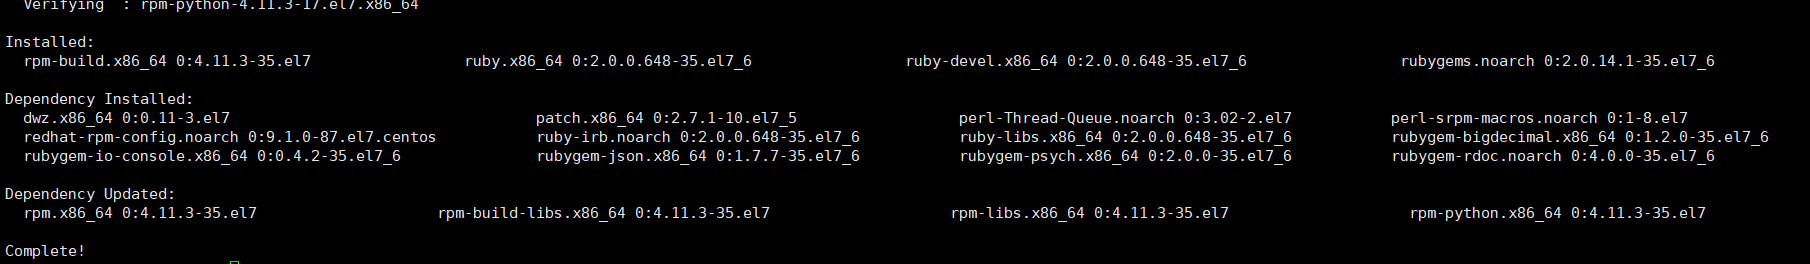 Verifying  : rpm-python-4.11.3-17.el7.x86_64
Installed:
rpm-build.x86_64 0:4.11.3-35.el7 ruby.x86_64 0:2.0.0.648-35.el7_6 ruby-devel.x86_64 0:2.0.0.648-35.el7_6 rubygems.noarch 0:2.0.14.1-35.el7_6
Dependency Installed:
dwz.x86_64 0:0.11-3.el7 patch.x86_64 0:2.7.1-10.el7_5 perl-Thread-Queue.noarch 0:3.02-2.el7 perl-srpm-macros.noarch 0:1-8.el7
redhat-rpm-config.noarch 0:9.1.0-87.el7.centos ruby-irb.noarch 0:2.0.0.648-35.el7_6 ruby-libs.x86_64 0:2.0.0.648-35.el7_6 rubygem-bigdecimal.x86_64 0:1.2.0-35.el7_6
rubygem-io-console.x86_64 0:0.4.2-35.el7_6 rubygem-json.x86_64 0:1.7.7-35.el7_6 rubygem-psych.x86_64 0:2.0.0-35.el7_6 rubygem-rdoc.noarch 0:4.0.0-35.el7_6
Dependency Updated:
rpm.x86_64 0:4.11.3-35.el7 rpm-build-libs.x86_64 0:4.11.3-35.el7 rpm-libs.x86_64 0:4.11.3-35.el7 rpm-python.x86_64 0:4.11.3-35.el7
Complete!